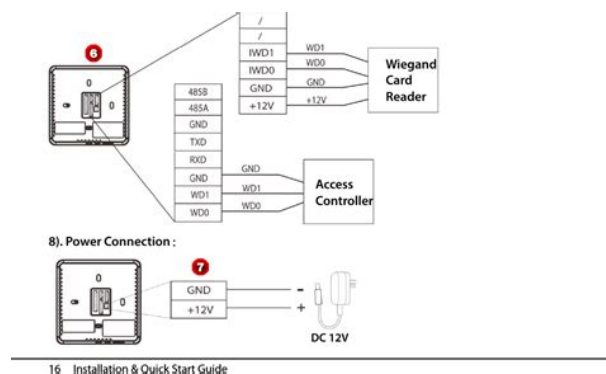 /
/
IWD1
IWD0
GND
+12V
WD1
WD0
GND
+12V
Wiegand
Card
Reader
6
485B
485A
GND
TXD
RXD
GND
WD1
WD0
GND
WD1
WD0
Access
Controller
8). Power Connection :
7
GND
+12V
-
+
DC 12V
16 Installation & Quick Start Guide